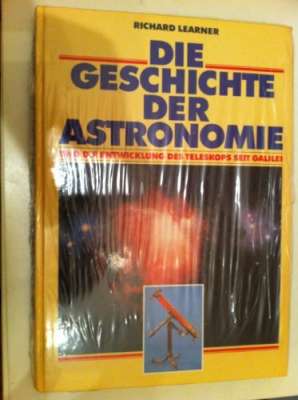 RICHARD LEARNER
DIE
GESCHICHTE
DER
ASTRONOMIE
UND DIE ENTWICKLUNG DES TELESKOPS SEIT GALILEI